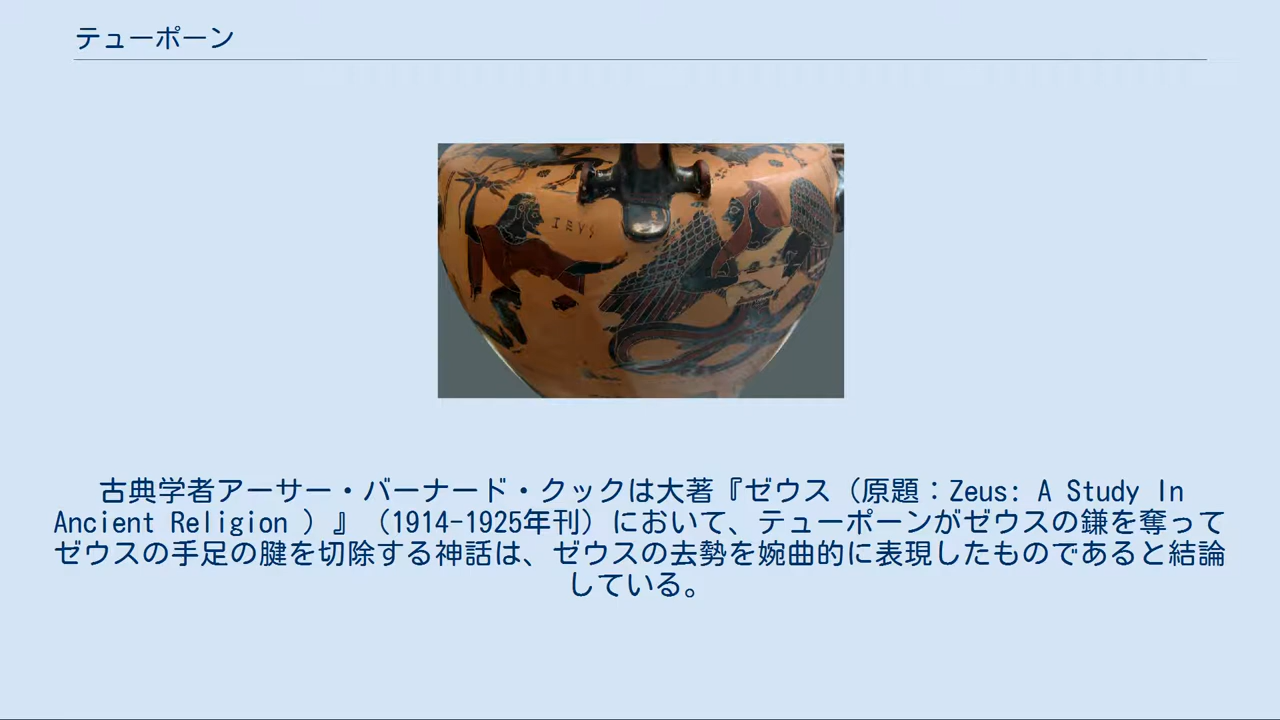 テューポーン
ΙΕVS
古典学者アーサー・バーナード・クックは大著『ゼウス（原題：Zeus: A Study In
Ancient Religion ）』（1914-1925年刊）において、テューポーンがゼウスの鎌を奪って
ゼウスの手足の腱を切除する神話は、ゼウスの去勢を婉曲的に表現したものであると結論
している。